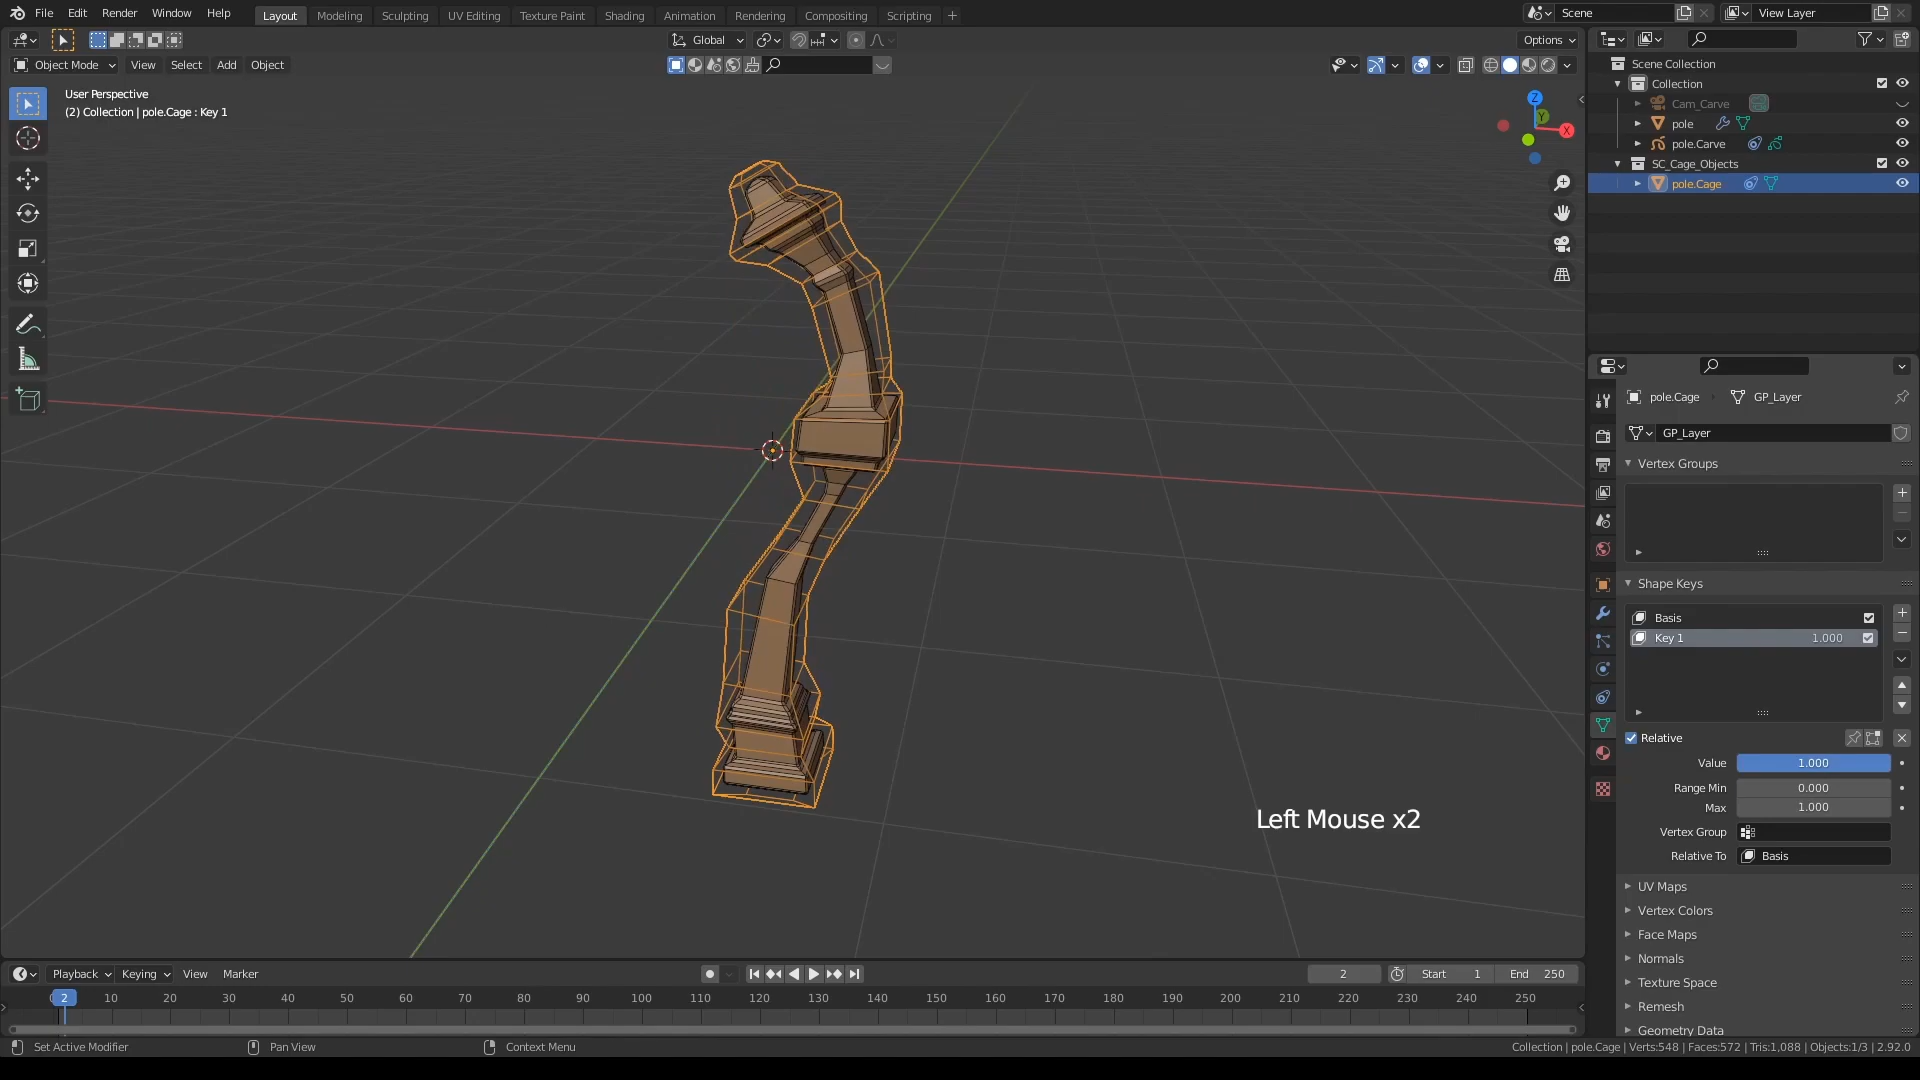 File Edit Render Window Help Layout Modeling Sculpting UV Editing Texture Paint Shading Animation Rendering Compositing Scripting + Scene View Layer
Global Options
Object Mode View Select Add Object
User Perspective
(2) Collection | pole.Cage : Key 1
Z
Y
X
Scene Collection
Collection
Cam_Carve
pole
pole.Carve
SC_Cage_Objects
pole.Cage
pole.Cage GP_Layer
GP_Layer
Vertex Groups
Shape Keys
Basis
Key 1 1.000
Relative
Value 1.000
Range Min 0.000
Max 1.000
Vertex Group
Relative To Basis
UV Maps
Vertex Colors
Face Maps
Normals
Texture Space
Remesh
Geometry Data
Left Mouse x2
Playback Keying View Marker 2 Start 1 End 250
2 10 20 30 40 50 60 70 80 90 100 110 120 130 140 150 160 170 180 190 200 210 220 230 240 250
Set Active Modifier Pan View Context Menu Collection | pole.Cage | Verts:548 | Faces:572 | Tris:1,088 | Objects:1/3 | 2.92.0